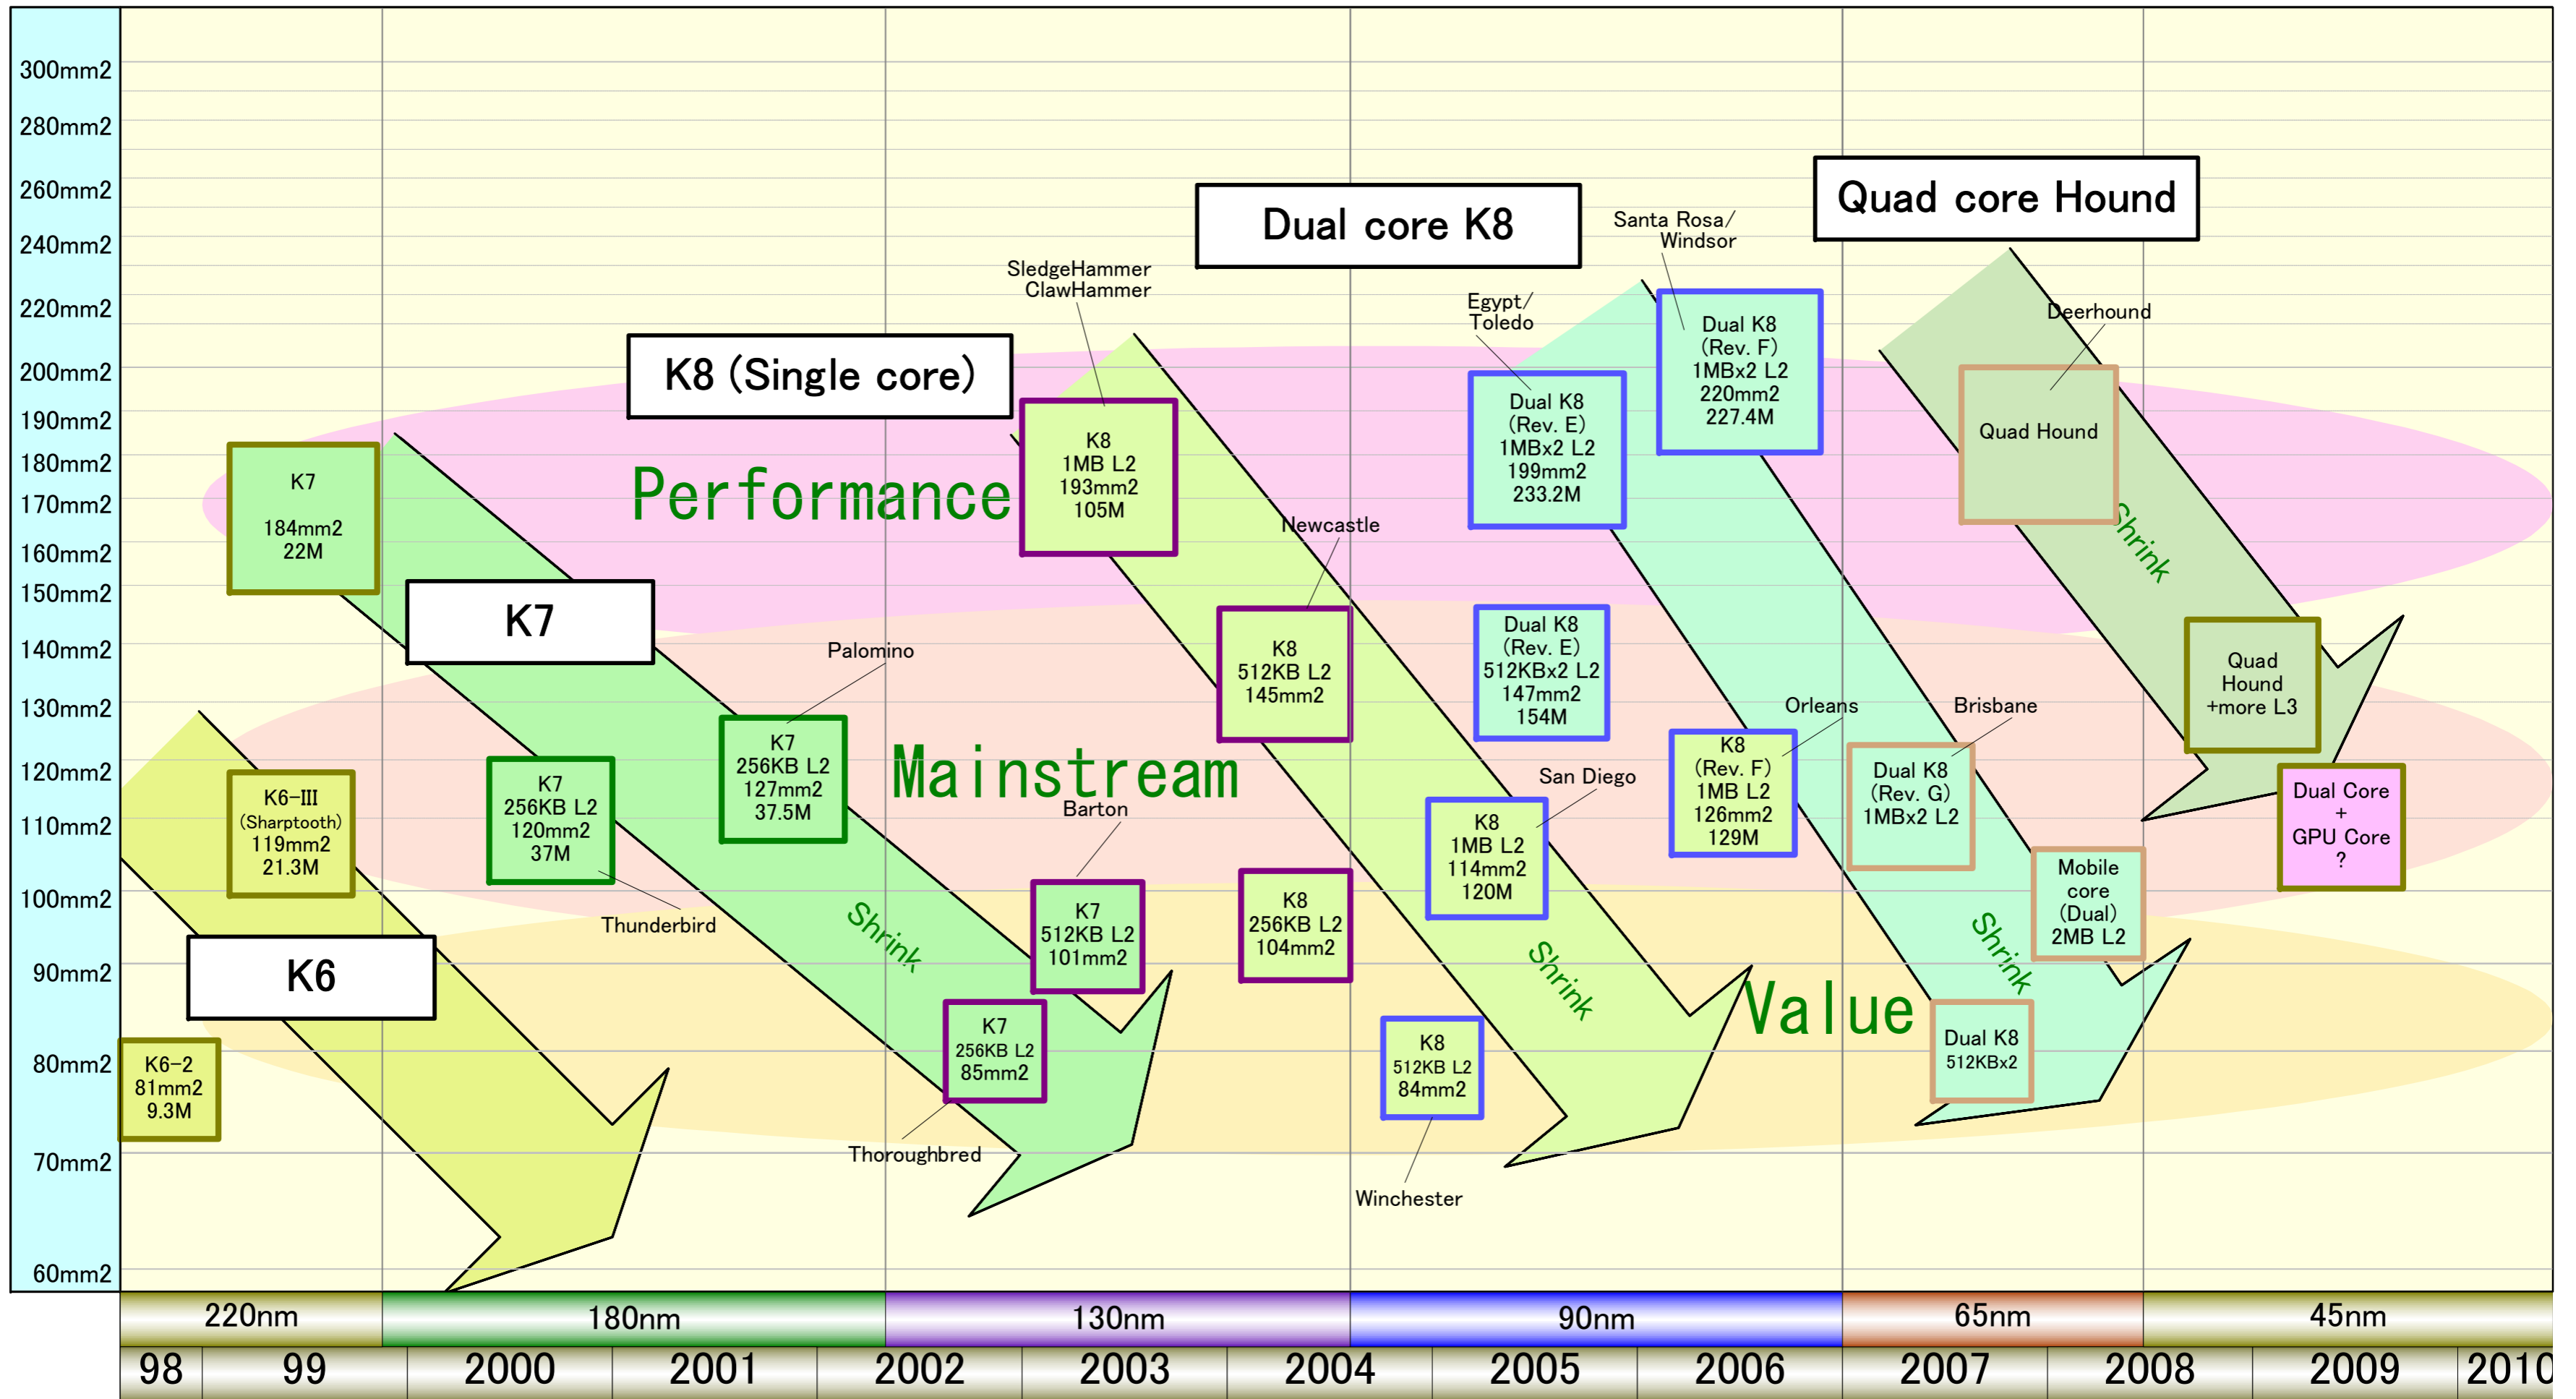 300mm2
280mm2
260mm2
240mm2
220mm2
200mm2
190mm2
180mm2
170mm2
160mm2
150mm2
140mm2
130mm2
120mm2
110mm2
100mm2
90mm2
80mm2
70mm2
60mm2
Quad core Hound
Dual core K8
K8 (Single core)
K7
K6
Performance
Mainstream
Value
Santa Rosa/
Windsor
Dual K8
(Rev. F)
1MBx2 L2
220mm2
227.4M
SledgeHammer
ClawHammer
K8
1MB L2
193mm2
105M
Egypt/
Toledo
Dual K8
(Rev. E)
1MBx2 L2
199mm2
233.2M
Deerhound
Quad Hound
Shrink
K7
184mm2
22M
Newcastle
K8
512KB L2
145mm2
Dual K8
(Rev. E)
512KBx2 L2
147mm2
154M
Quad
Hound
+more L3
Palomino
K7
256KB L2
127mm2
37.5M
Orleans
K8
(Rev. F)
1MB L2
126mm2
129M
Brisbane
Dual K8
(Rev. G)
1MBx2 L2
Dual Core
+
GPU Core
?
K6-III
(Sharptooth)
119mm2
21.3M
K7
256KB L2
120mm2
37M
Thunderbird
San Diego
K8
1MB L2
114mm2
120M
Barton
K7
512KB L2
101mm2
K8
256KB L2
104mm2
Mobile
core
(Dual)
2MB L2
Shrink
Shrink
Shrink
K6-2
81mm2
9.3M
K7
256KB L2
85mm2
Thoroughbred
K8
512KB L2
84mm2
Winchester
Dual K8
512KBx2
220nm
180nm
130nm
90nm
65nm
45nm
98
99
2000
2001
2002
2003
2004
2005
2006
2007
2008
2009
2010